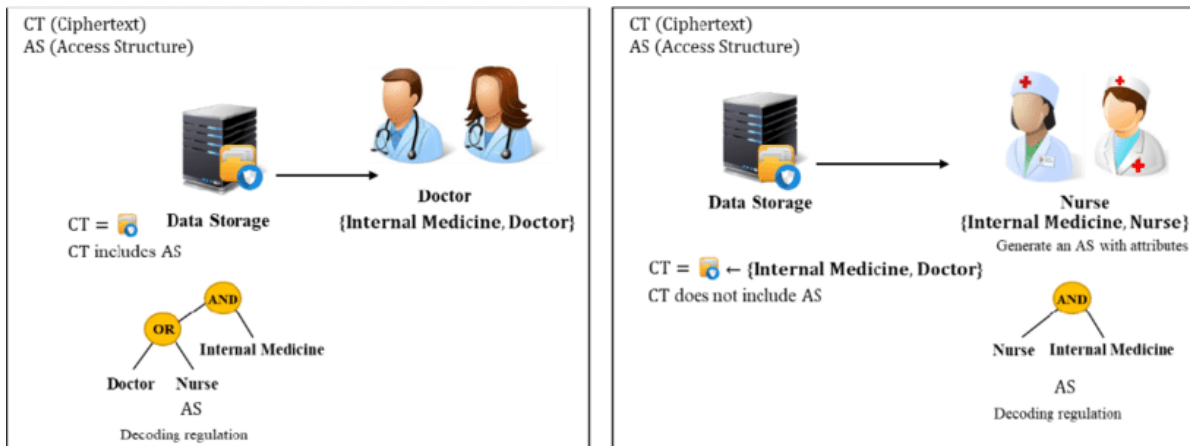 CT (Ciphertext)
AS (Access Structure)
Doctor
{Internal Medicine, Doctor}
Data Storage
CT =
CT includes AS
AND
OR
Internal Medicine
Doctor Nurse
AS
Decoding regulation
CT (Ciphertext)
AS (Access Structure)
Data Storage
Nurse
{Internal Medicine, Nurse}
Generate an AS with attributes
CT = ← {Internal Medicine, Doctor}
CT does not include AS
AND
Nurse Internal Medicine
AS
Decoding regulation